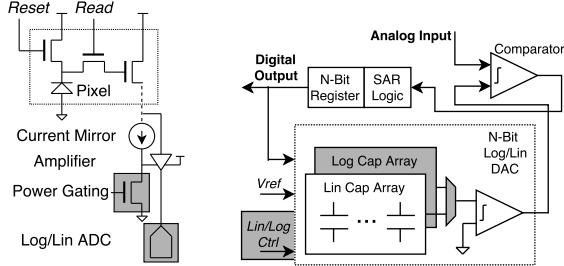 Reset Read
Pixel
Current Mirror
Amplifier
Power Gating
Log/Lin ADC
Analog Input
Comparator
Digital
Output
N-Bit
Register
SAR
Logic
N-Bit
Log/Lin
DAC
Log Cap Array
Vref
Lin Cap Array
...
Lin/Log
Ctrl